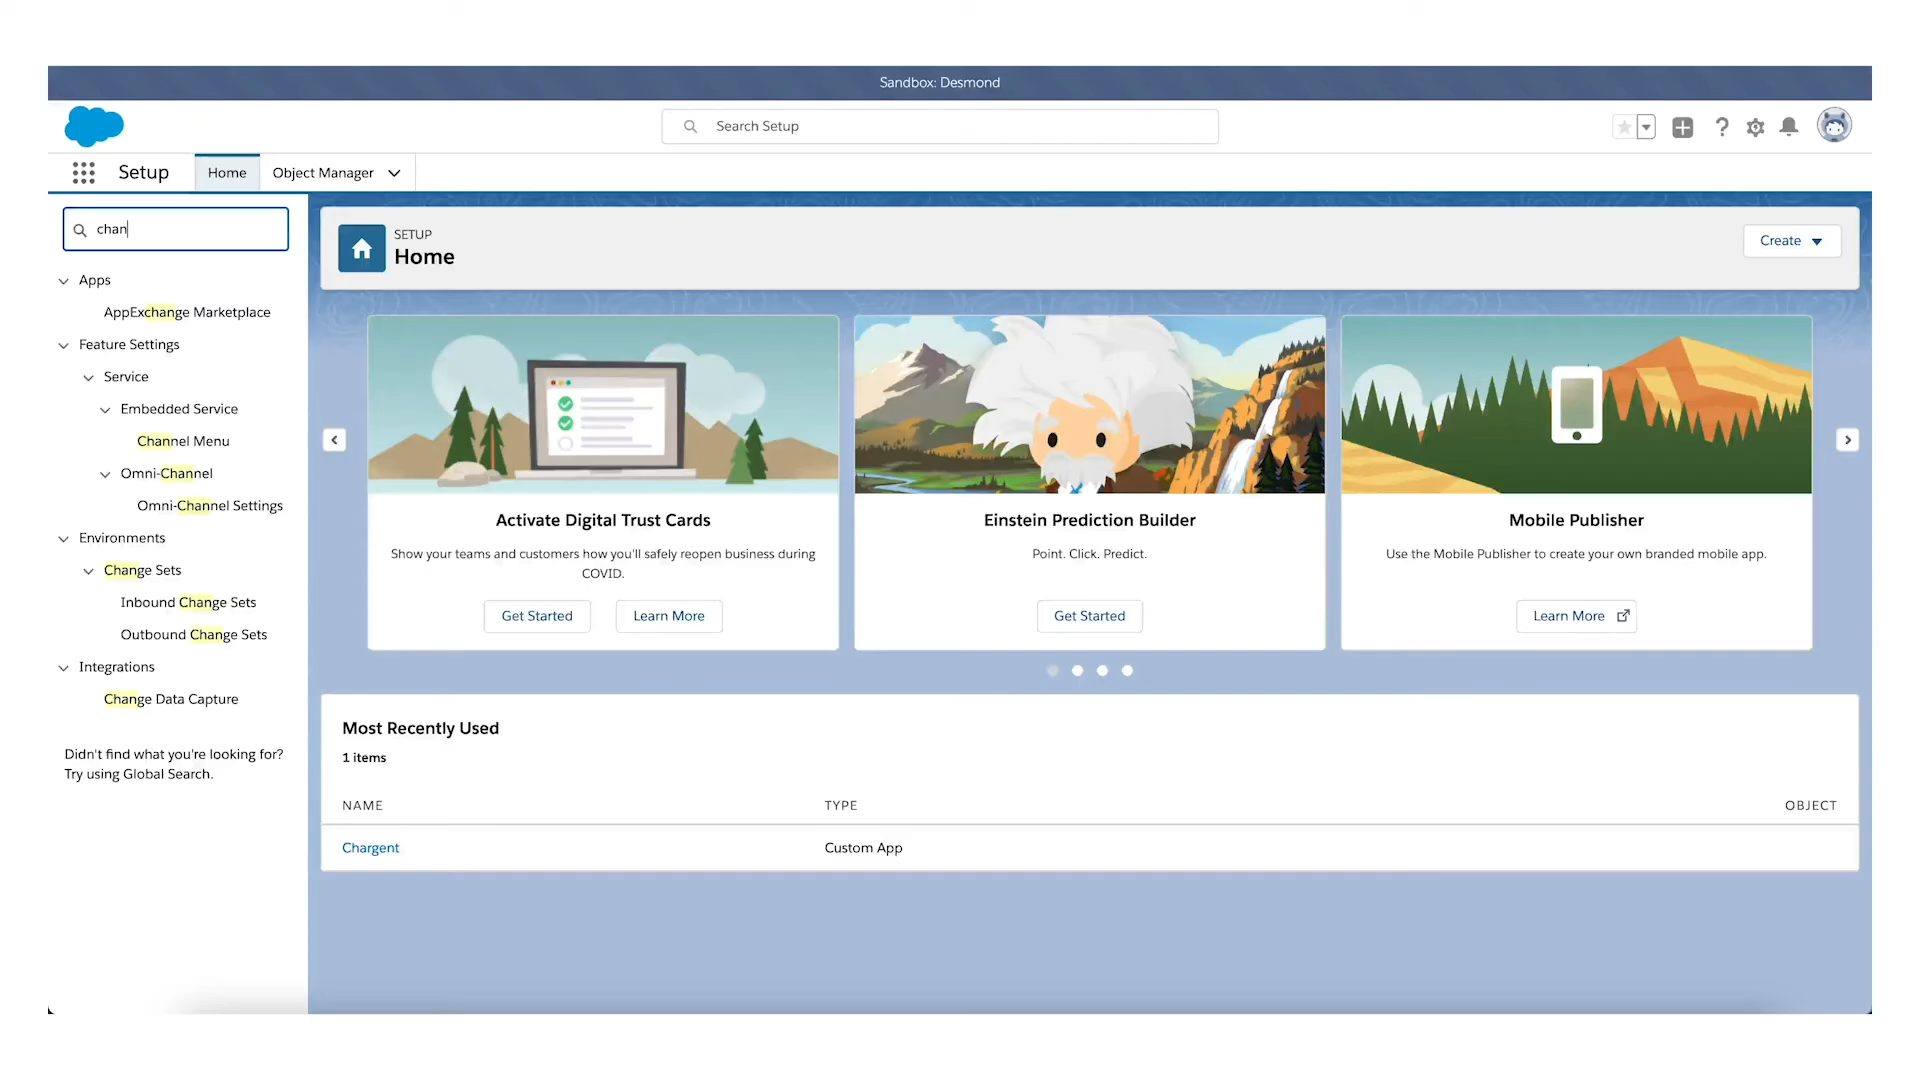 Sandbox: Desmond
Search Setup
Setup
Home
Object Manager
chan
Apps
AppExchange Marketplace
Feature Settings
Service
Embedded Service
Channel Menu
Omni-Channel
Omni-Channel Settings
Environments
Change Sets
Inbound Change Sets
Outbound Change Sets
Integrations
Change Data Capture
Didn't find what you're looking for?
Try using Global Search.
SETUP
Home
Create
Activate Digital Trust Cards
Show your teams and customers how you'll safely reopen business during
COVID.
Get Started
Learn More
Einstein Prediction Builder
Point. Click. Predict.
Get Started
Mobile Publisher
Use the Mobile Publisher to create your own branded mobile app.
Learn More
Most Recently Used
1 items
NAME
TYPE
OBJECT
Chargent
Custom App